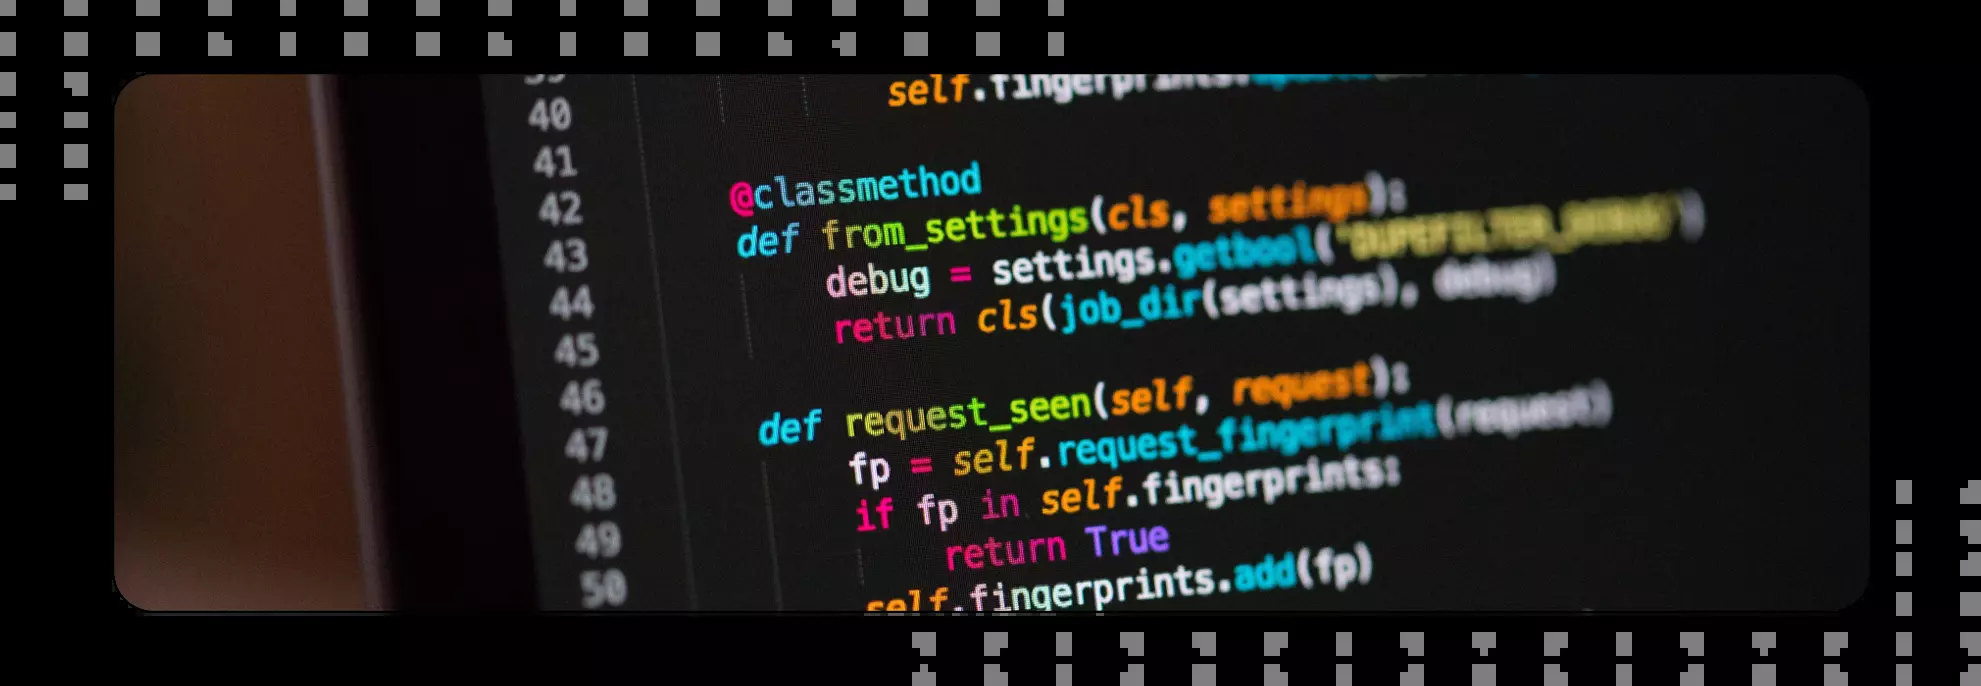 39
40 self.fingerprints.update(
41
42 @classmethod
43 def from_settings(cls, settings):
44 debug = settings.getbool("DUPEFILTER_DEBUG")
45 return cls(job_dir(settings), debug)
46
47 def request_seen(self, request):
48 fp = self.request_fingerprint(request)
49 if fp in self.fingerprints:
50 return True
self.fingerprints.add(fp)